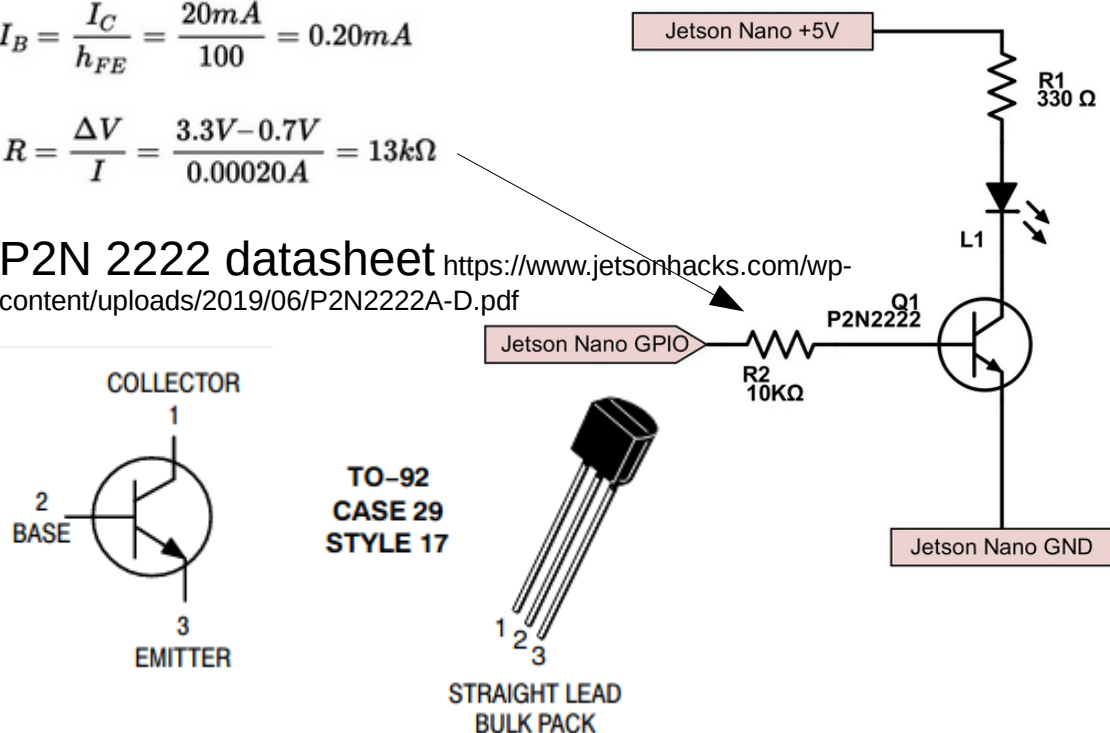 I_B = I_C / h_FE = 20mA / 100 = 0.20mA
R = ΔV / I = 3.3V–0.7V / 0.00020A = 13kΩ
P2N 2222 datasheet https://www.jetsonhacks.com/wp-
content/uploads/2019/06/P2N2222A-D.pdf
Jetson Nano +5V
R1
330 Ω
L1
Q1
P2N2222
Jetson Nano GPIO
R2
10KΩ
Jetson Nano GND
COLLECTOR
1
2
BASE
3
EMITTER
TO–92
CASE 29
STYLE 17
1
2
3
STRAIGHT LEAD
BULK PACK